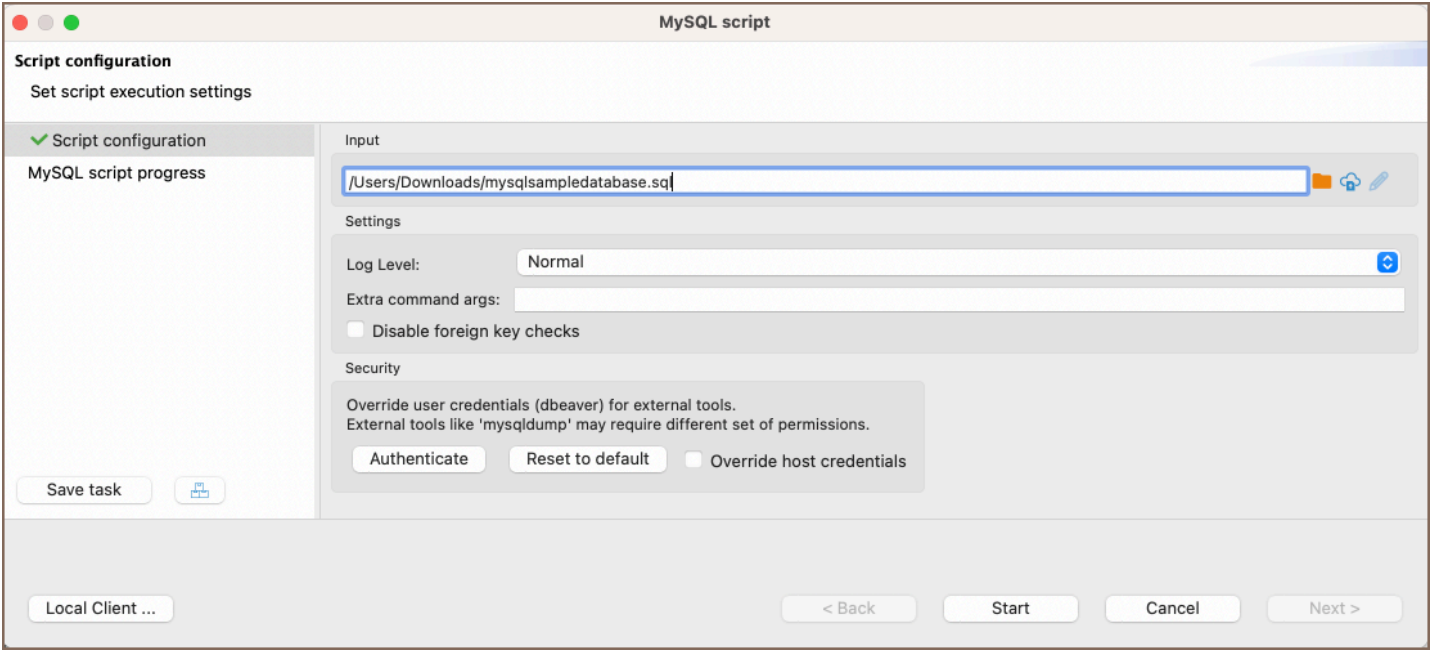 MySQL script
Script configuration
Set script execution settings
Script configuration
MySQL script progress
Save task
Input
/Users/Downloads/mysqlsampledatabase.sql
Settings
Log Level: Normal
Extra command args:
Disable foreign key checks
Security
Override user credentials (dbeaver) for external tools.
External tools like 'mysqldump' may require different set of permissions.
Authenticate Reset to default Override host credentials
Local Client ... < Back Start Cancel Next >